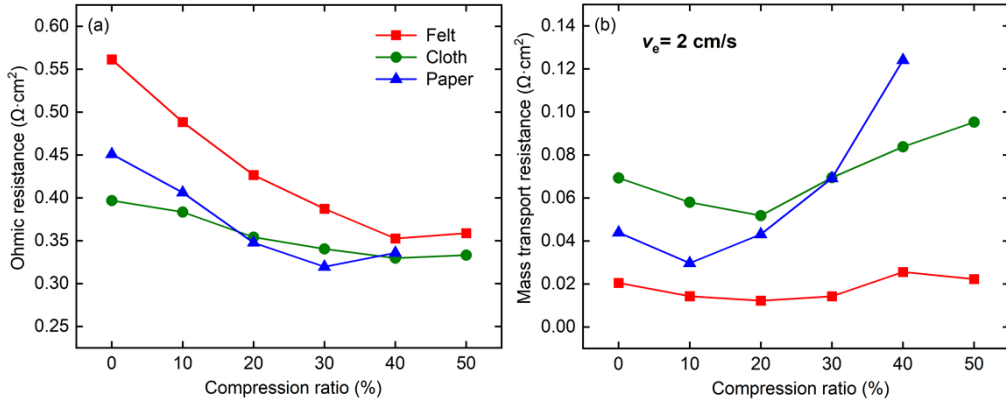 (a)
Felt
Cloth
Paper
Ohmic resistance (Ω·cm²)
0.60
0.55
0.50
0.45
0.40
0.35
0.30
0.25
0 10 20 30 40 50
Compression ratio (%)
(b)
vₑ= 2 cm/s
Mass transport resistance (Ω·cm²)
0.14
0.12
0.10
0.08
0.06
0.04
0.02
0.00
0 10 20 30 40 50
Compression ratio (%)